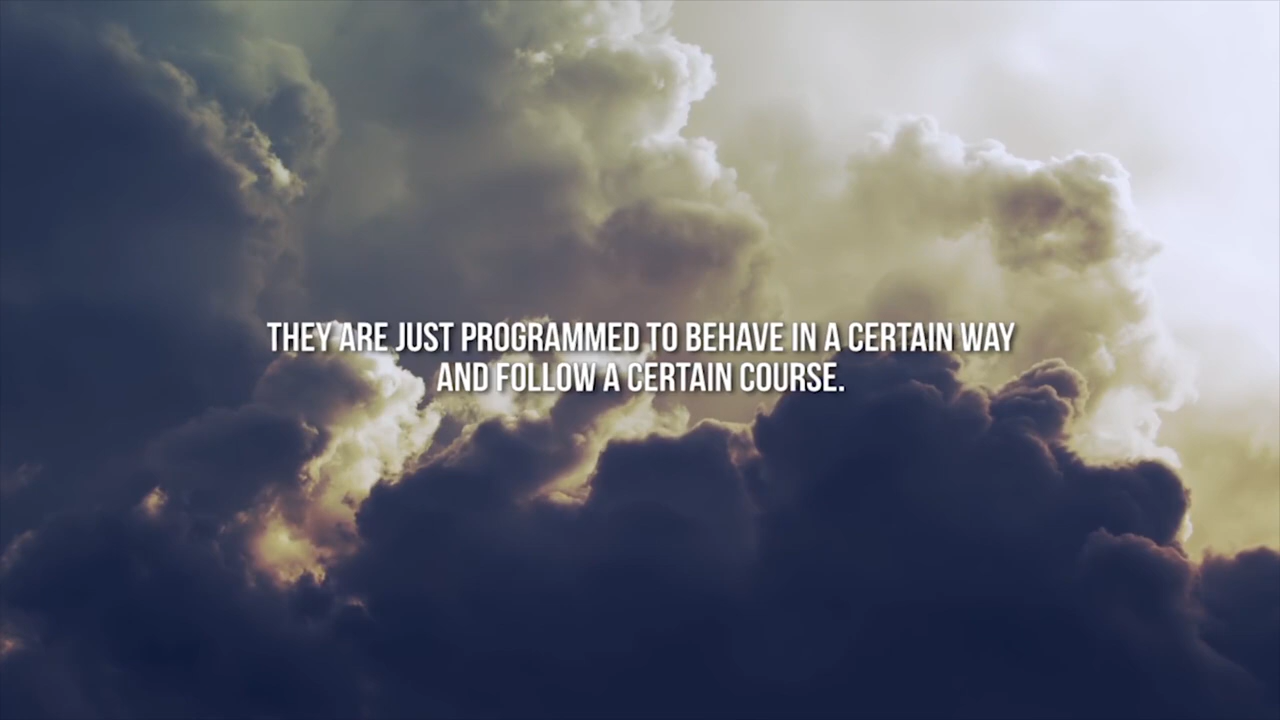 THEY ARE JUST PROGRAMMED TO BEHAVE IN A CERTAIN WAY
AND FOLLOW A CERTAIN COURSE.